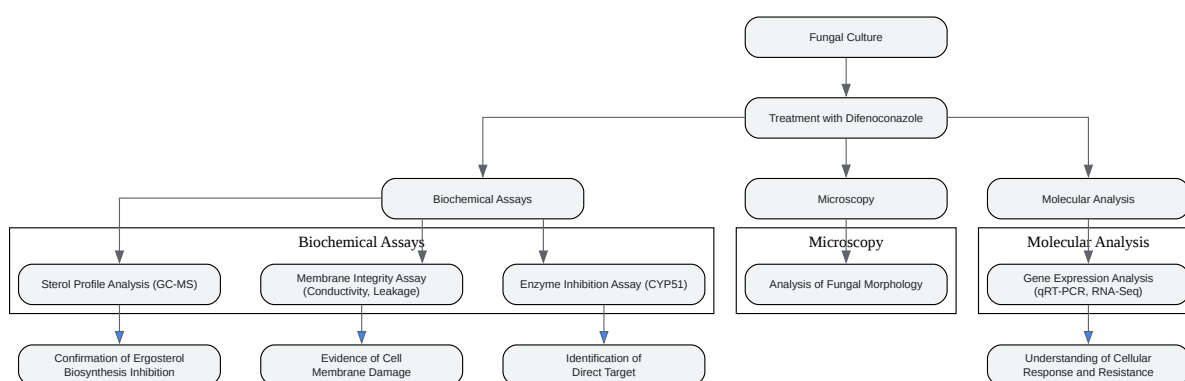 Fungal Culture
Treatment with Difenoconazole
Biochemical Assays
Microscopy
Molecular Analysis
Biochemical Assays
Microscopy
Molecular Analysis
Sterol Profile Analysis (GC-MS)
Membrane Integrity Assay
(Conductivity, Leakage)
Enzyme Inhibition Assay (CYP51)
Analysis of Fungal Morphology
Gene Expression Analysis
(qRT-PCR, RNA-Seq)
Confirmation of Ergosterol
Biosynthesis Inhibition
Evidence of Cell
Membrane Damage
Identification of
Direct Target
Understanding of Cellular
Response and Resistance